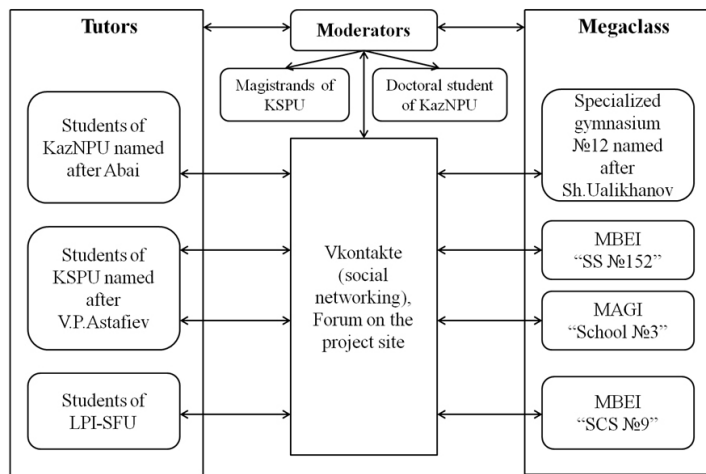 Tutors
Moderators
Megaclass
Magistrands of
KSPU
Doctoral student
of KazNPU
Students of
KazNPU named
after Abai
Students of
KSPU named
after
V.P.Astafiev
Students of
LPI-SFU
Vkontakte
(social
networking),
Forum on the
project site
Specialized
gymnasium
№12 named
after
Sh.Ualikhanov
MBEI
“SS №152”
MAGI
“School №3”
MBEI
“SCS №9”